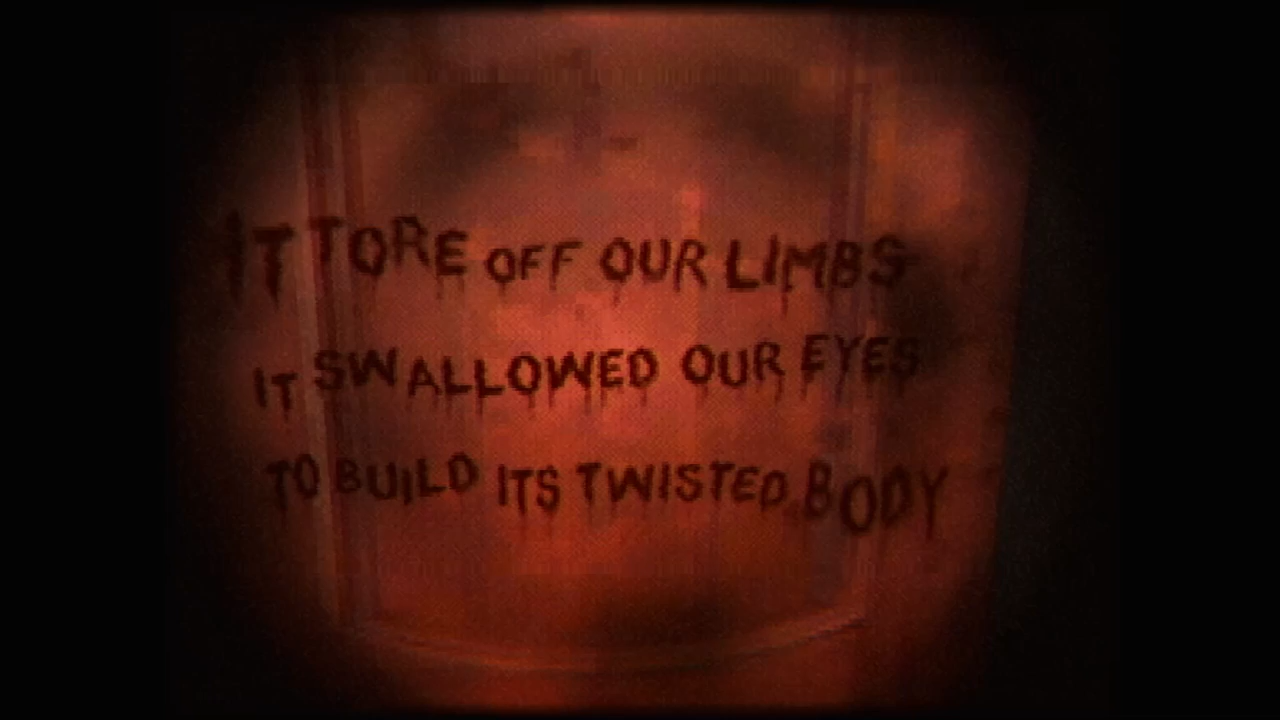 IT TORE OFF OUR LIMBS
IT SWALLOWED OUR EYES
TO BUILD ITS TWISTED BODY